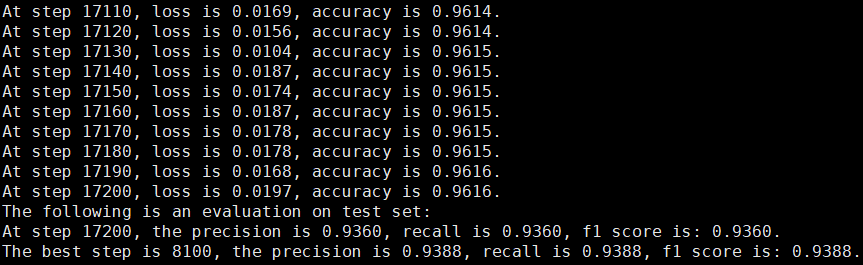 At step 17110, loss is 0.0169, accuracy is 0.9614.
At step 17120, loss is 0.0156, accuracy is 0.9614.
At step 17130, loss is 0.0104, accuracy is 0.9615.
At step 17140, loss is 0.0187, accuracy is 0.9615.
At step 17150, loss is 0.0174, accuracy is 0.9615.
At step 17160, loss is 0.0187, accuracy is 0.9615.
At step 17170, loss is 0.0178, accuracy is 0.9615.
At step 17180, loss is 0.0178, accuracy is 0.9615.
At step 17190, loss is 0.0168, accuracy is 0.9616.
At step 17200, loss is 0.0197, accuracy is 0.9616.
The following is an evaluation on test set:
At step 17200, the precision is 0.9360, recall is 0.9360, f1 score is: 0.9360.
The best step is 8100, the precision is 0.9388, recall is 0.9388, f1 score is: 0.9388.